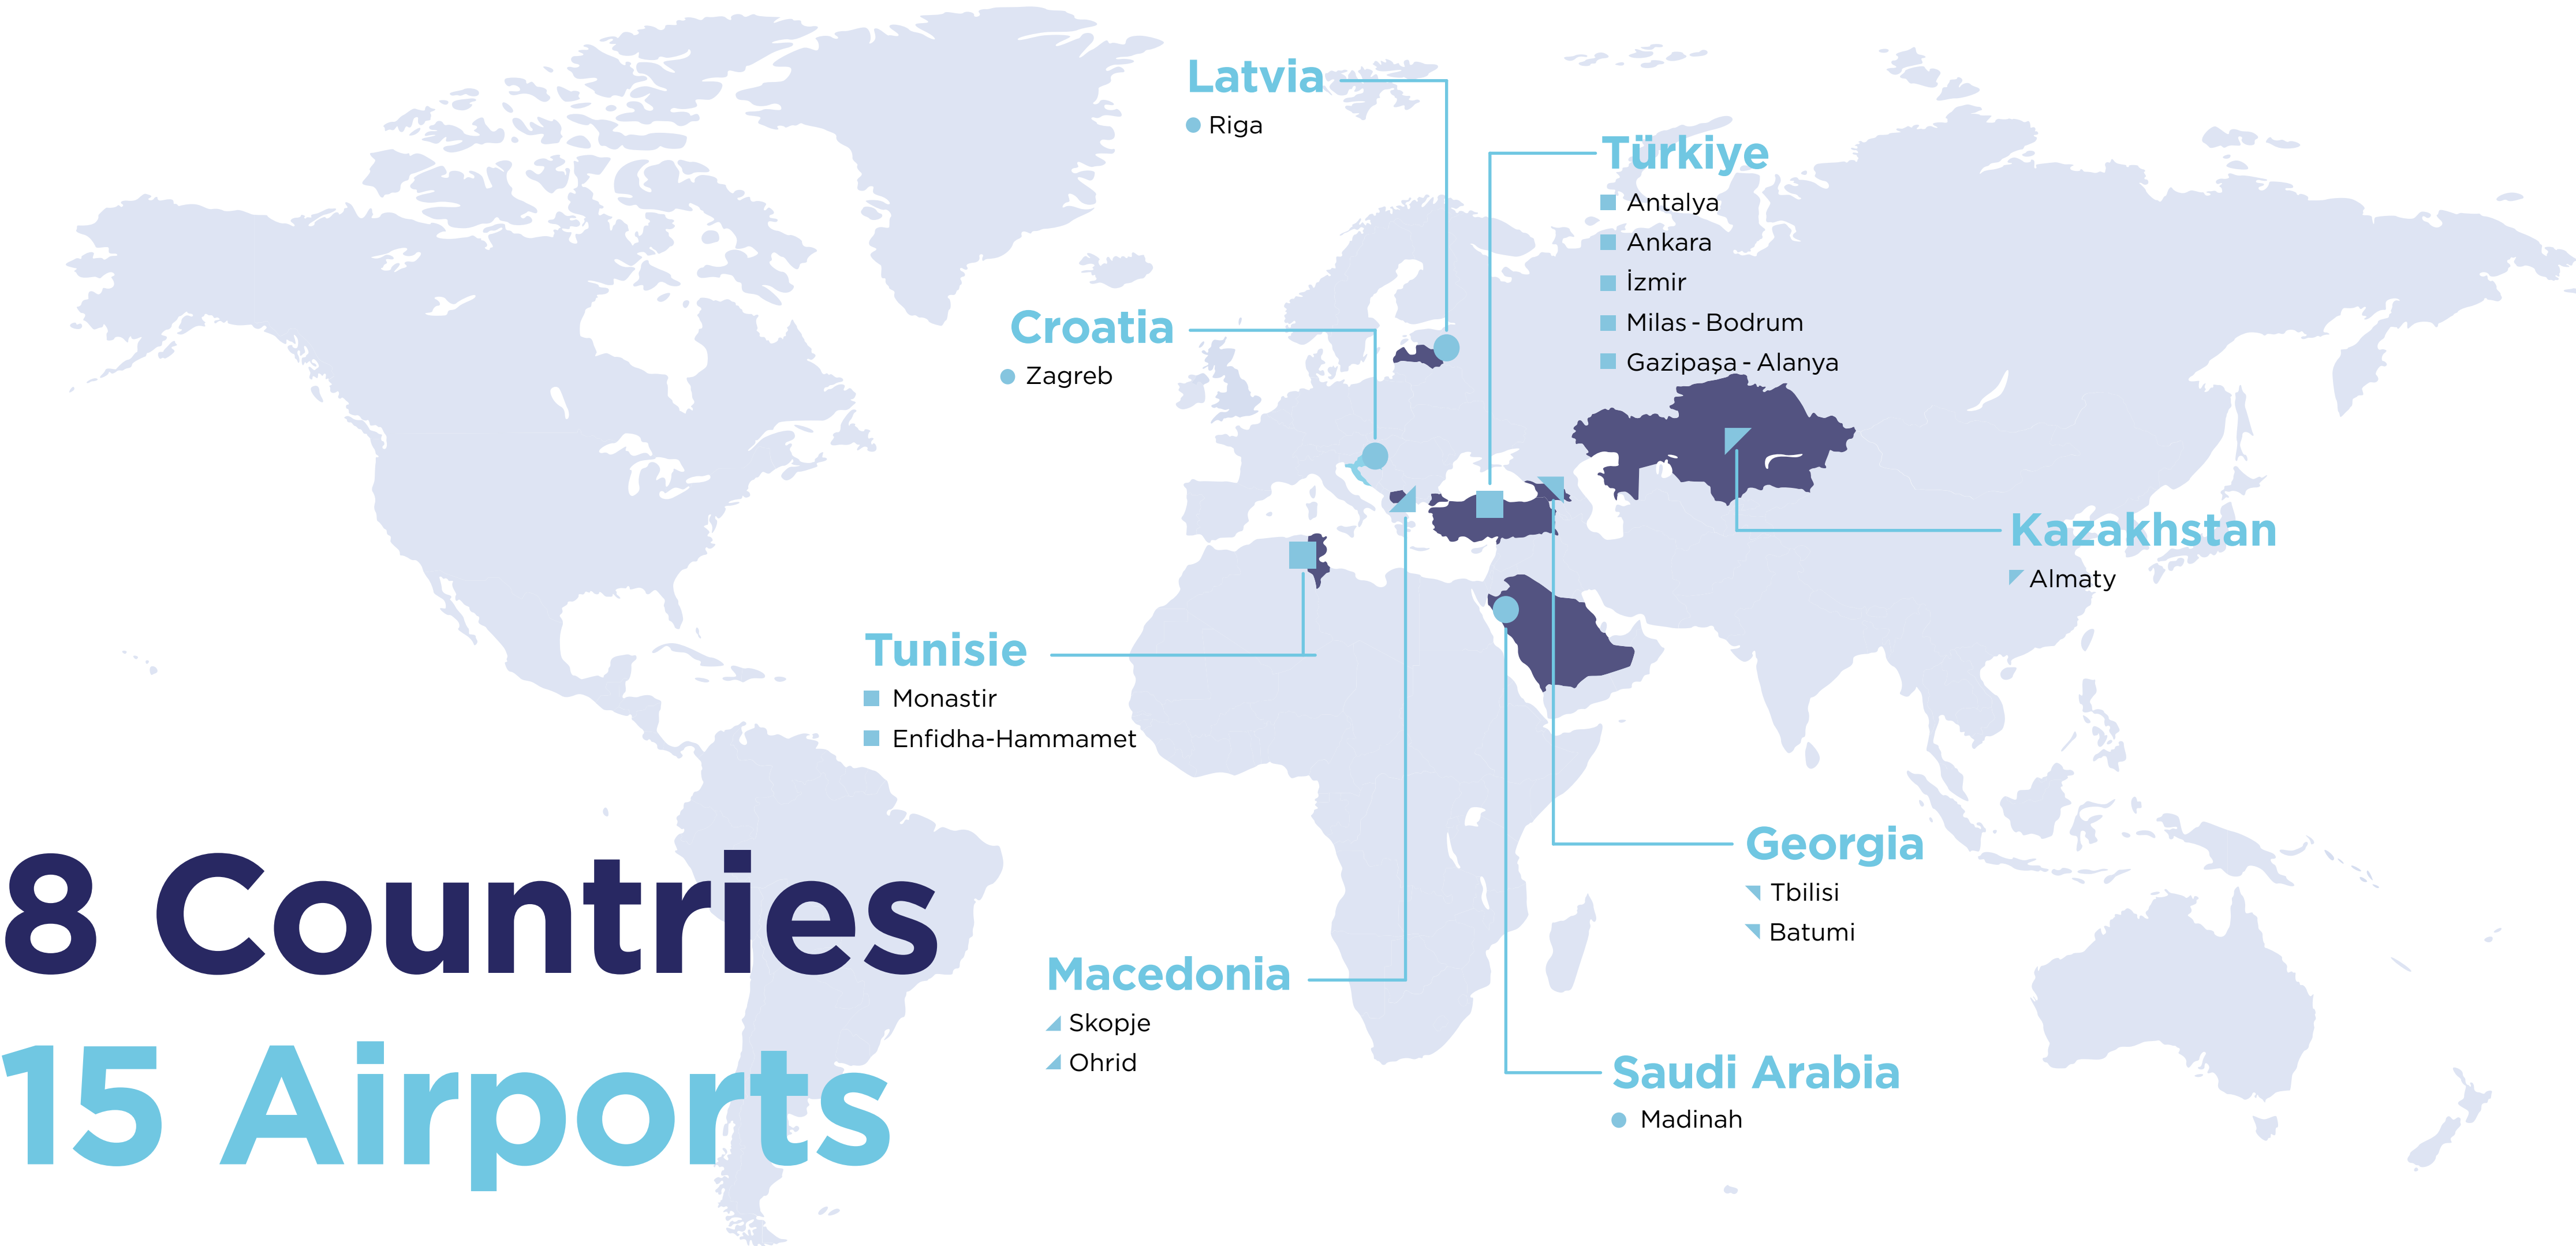 Latvia
Riga
Türkiye
Antalya
Ankara
İzmir
Milas - Bodrum
Gazipaşa - Alanya
Croatia
Zagreb
Kazakhstan
Almaty
Tunisie
Monastir
Enfidha-Hammamet
Georgia
Tbilisi
Batumi
Macedonia
Skopje
Ohrid
Saudi Arabia
Madinah
8 Countries
15 Airports